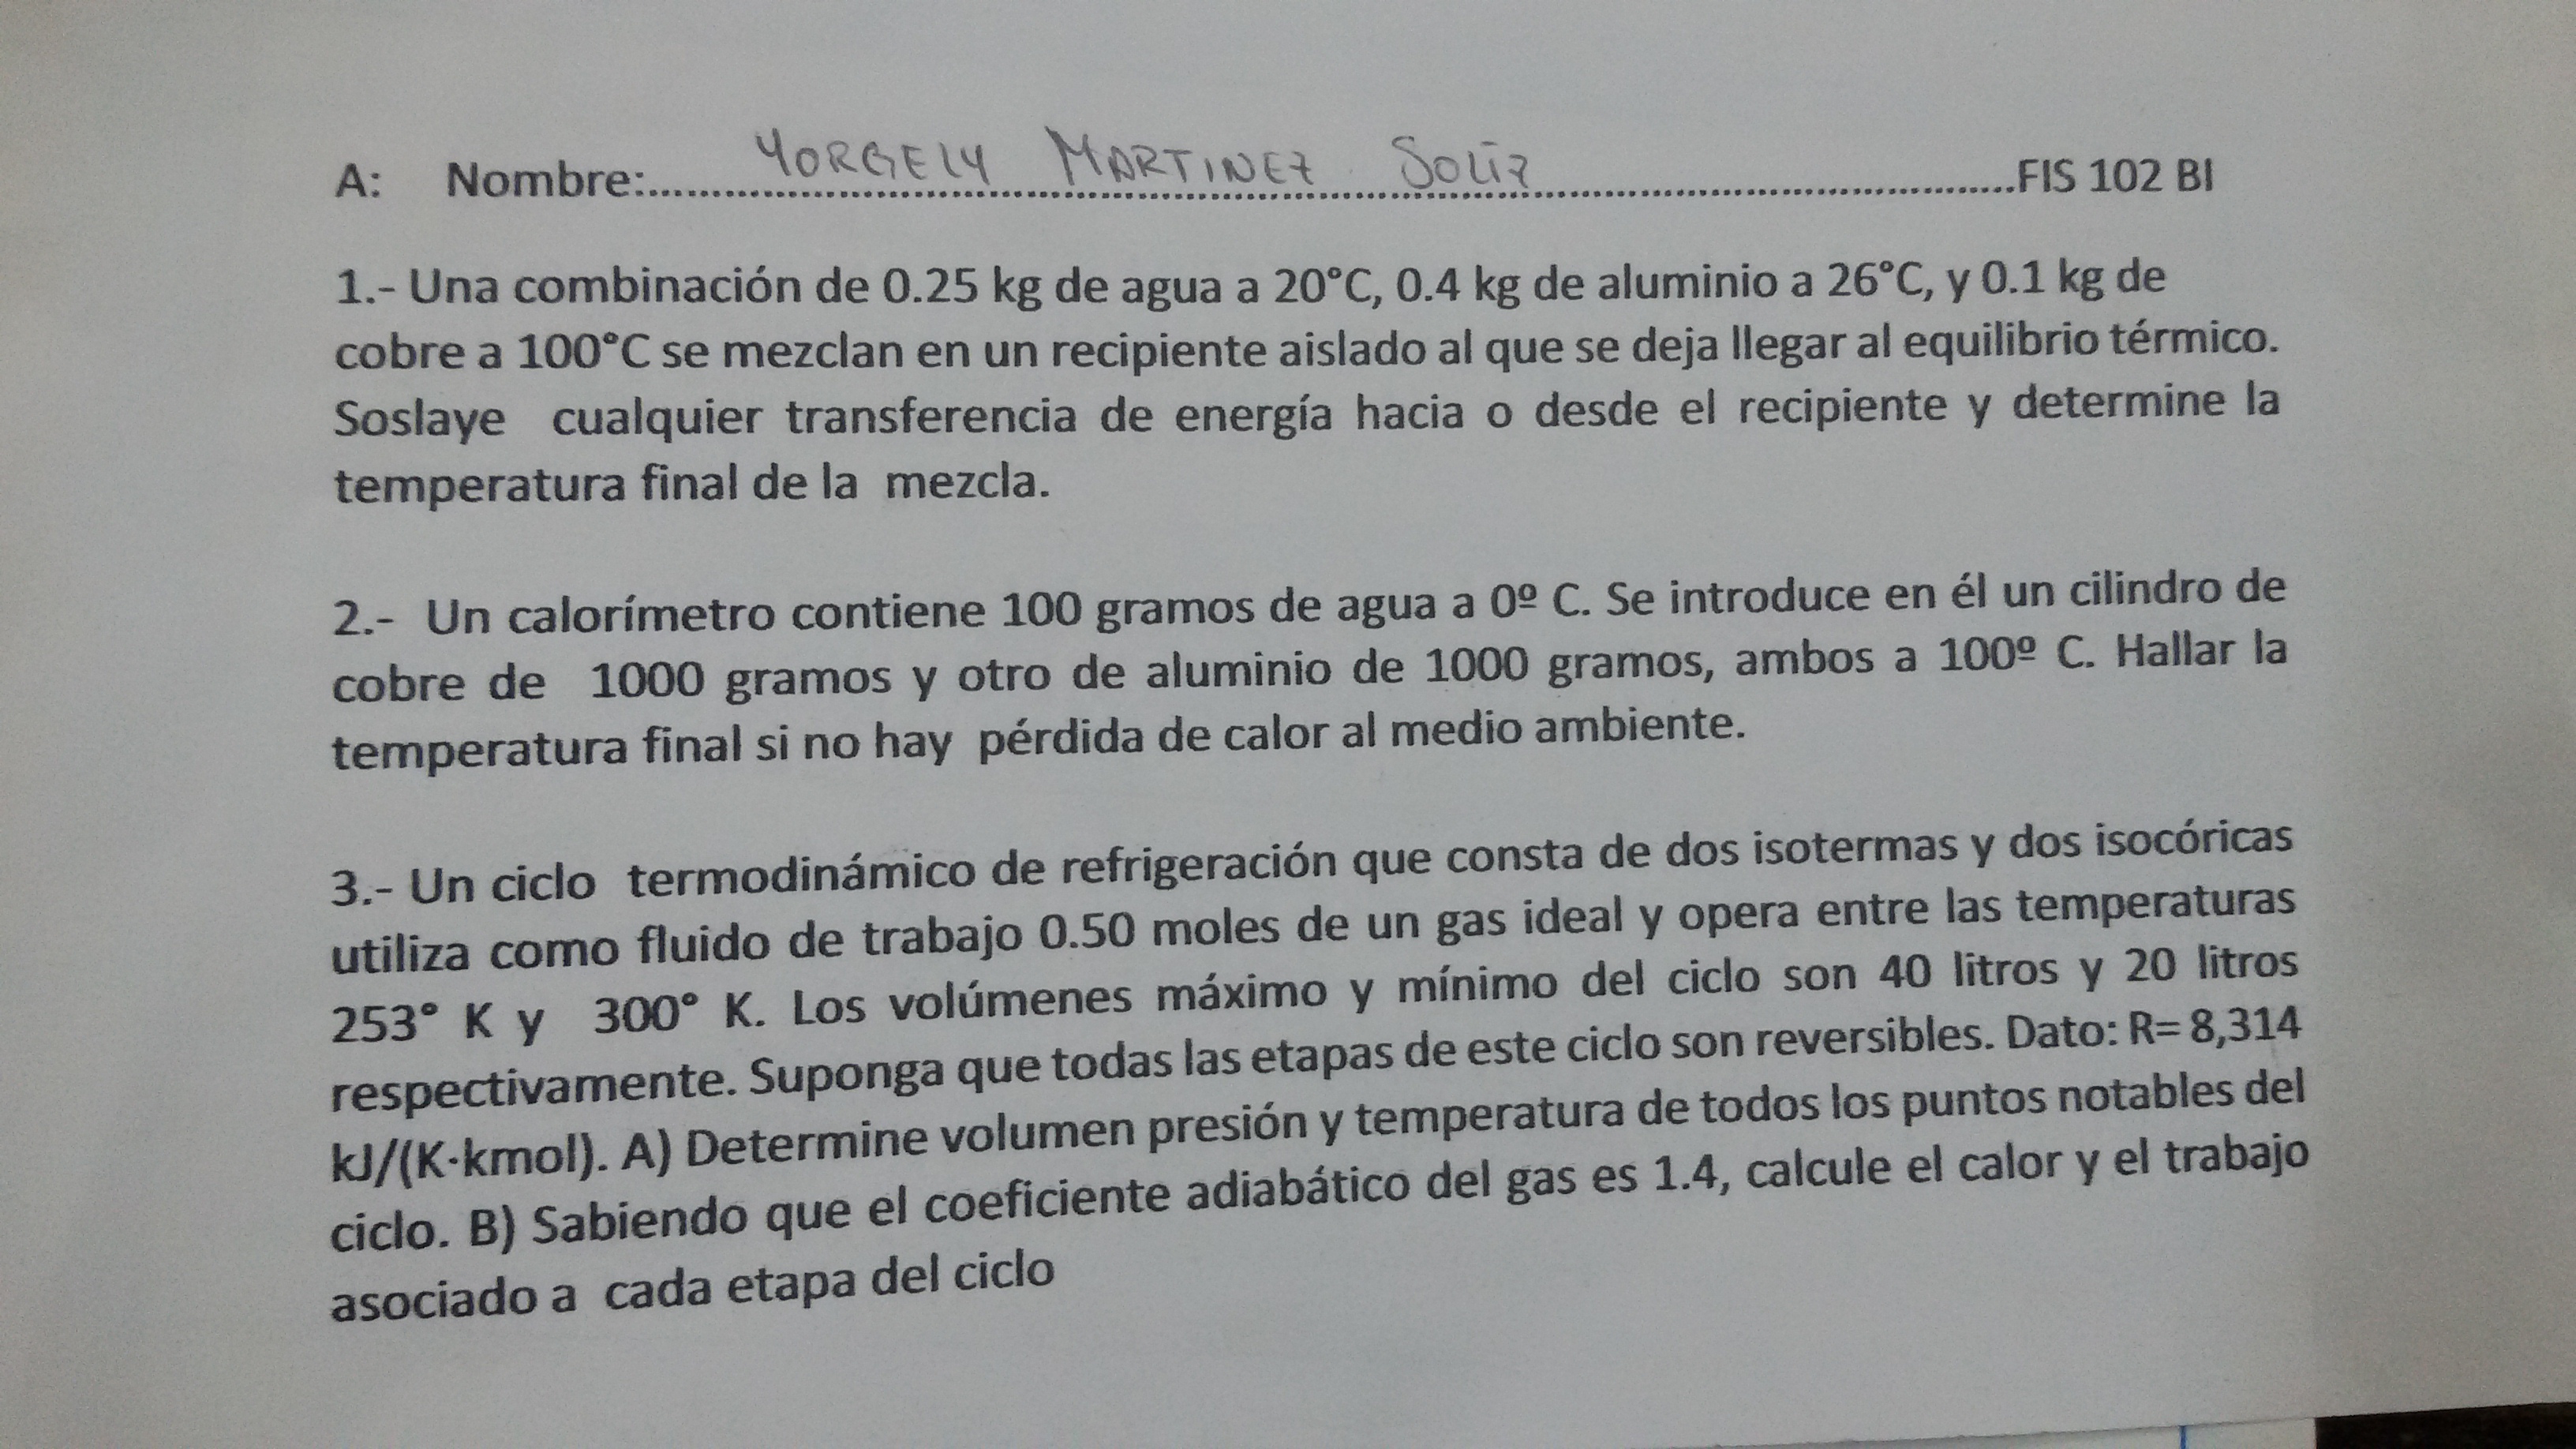 A: Nombre:..........YORGELY MARTINEZ SOLIZ..........FIS 102 BI
1.- Una combinación de 0.25 kg de agua a 20°C, 0.4 kg de aluminio a 26°C, y 0.1 kg de
cobre a 100°C se mezclan en un recipiente aislado al que se deja llegar al equilibrio térmico.
Soslaye cualquier transferencia de energía hacia o desde el recipiente y determine la
temperatura final de la mezcla.
2.- Un calorímetro contiene 100 gramos de agua a 0º C. Se introduce en él un cilindro de
cobre de 1000 gramos y otro de aluminio de 1000 gramos, ambos a 100º C. Hallar la
temperatura final si no hay pérdida de calor al medio ambiente.
3.- Un ciclo termodinámico de refrigeración que consta de dos isotermas y dos isocóricas
utiliza como fluido de trabajo 0.50 moles de un gas ideal y opera entre las temperaturas
253° K y 300° K. Los volúmenes máximo y mínimo del ciclo son 40 litros y 20 litros
respectivamente. Suponga que todas las etapas de este ciclo son reversibles. Dato: R= 8,314
kJ/(K·kmol). A) Determine volumen presión y temperatura de todos los puntos notables del
ciclo. B) Sabiendo que el coeficiente adiabático del gas es 1.4, calcule el calor y el trabajo
asociado a cada etapa del ciclo